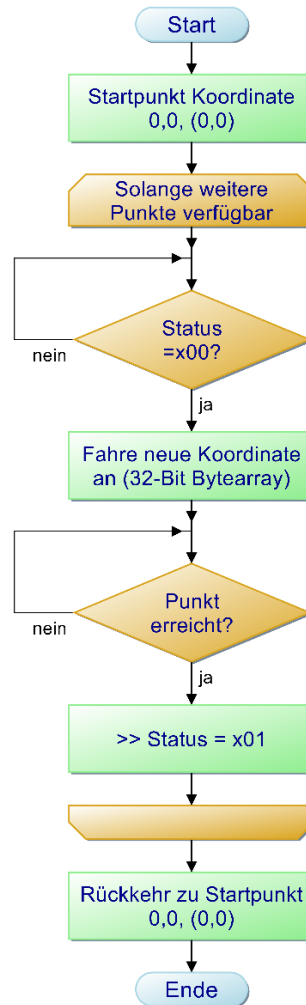 Start
Startpunkt Koordinate
0,0, (0,0)
Solange weitere
Punkte verfügbar
Status
=x00?
nein
ja
Fahre neue Koordinate
an (32-Bit Bytearray)
Punkt
erreicht?
nein
ja
>> Status = x01
Rückkehr zu Startpunkt
0,0, (0,0)
Ende